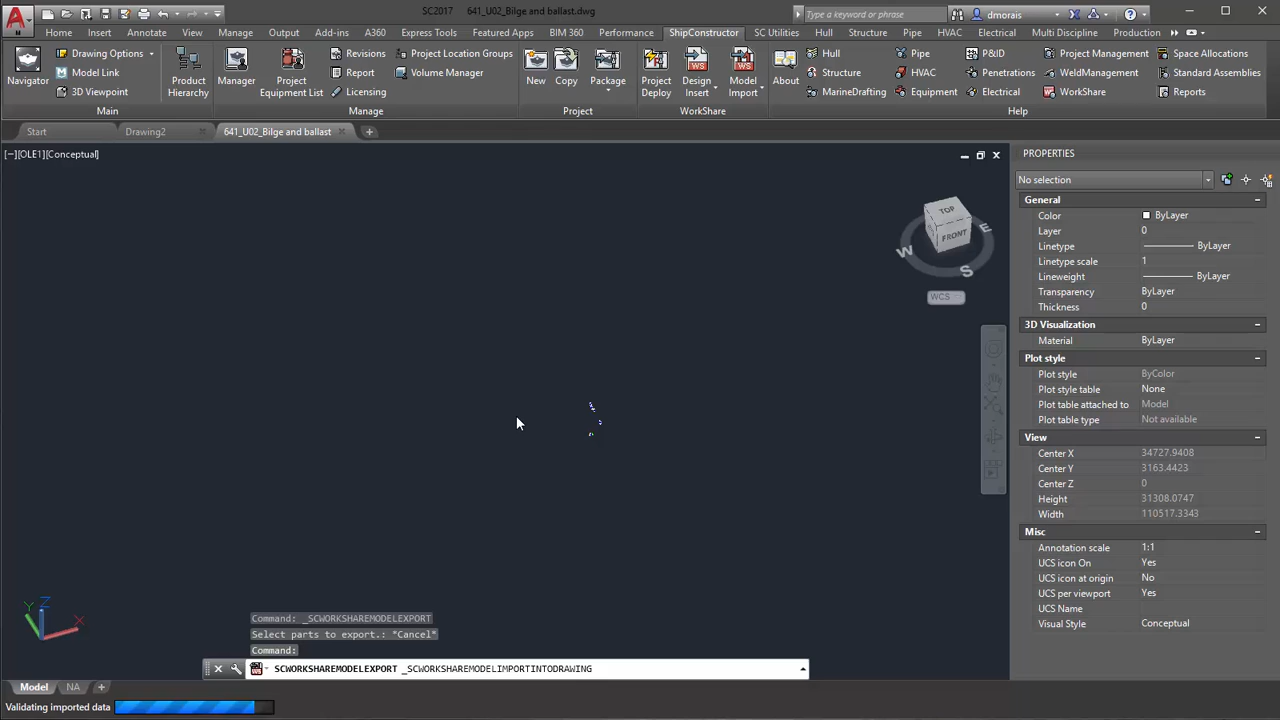 SC2017 641_U02_Bilge and ballast.dwg
Type a keyword or phrase
dmorais
Home Insert Annotate View Manage Output Add-ins A360 Express Tools Featured Apps BIM 360 Performance ShipConstructor SC Utilities Hull Structure Pipe HVAC Electrical Multi Discipline Production
Navigator
Drawing Options
Model Link
3D Viewpoint
Main
Product Hierarchy
Manager
Project Equipment List
Revisions
Report
Licensing
Project Location Groups
Volume Manager
Manage
New
Copy
Package
Project
Project Deploy
Design Insert
Model Import
WorkShare
About
Hull
Structure
MarineDrafting
Pipe
HVAC
Equipment
P&ID
Penetrations
Electrical
Project Management
WeldManagement
WorkShare
Space Allocations
Standard Assemblies
Reports
Help
Start
Drawing2
641_U02_Bilge and ballast
[−][OLE1][Conceptual]
TOP
FRONT
W
S
E
WCS
Y
Z
X
PROPERTIES
No selection
General
Color ByLayer
Layer 0
Linetype ByLayer
Linetype scale 1
Lineweight ByLayer
Transparency ByLayer
Thickness 0
3D Visualization
Material ByLayer
Plot style
Plot style ByColor
Plot style table None
Plot table attached to Model
Plot table type Not available
View
Center X 34727.9408
Center Y 3163.4423
Center Z 0
Height 31308.0747
Width 110517.3343
Misc
Annotation scale 1:1
UCS icon On Yes
UCS icon at origin No
UCS per viewport Yes
UCS Name
Visual Style Conceptual
Command: _SCWORKSHAREMODELEXPORT
Select parts to export.: *Cancel*
Command:
SCWORKSHAREMODELEXPORT _SCWORKSHAREMODELIMPORTINTODRAWING
Model NA
Validating imported data